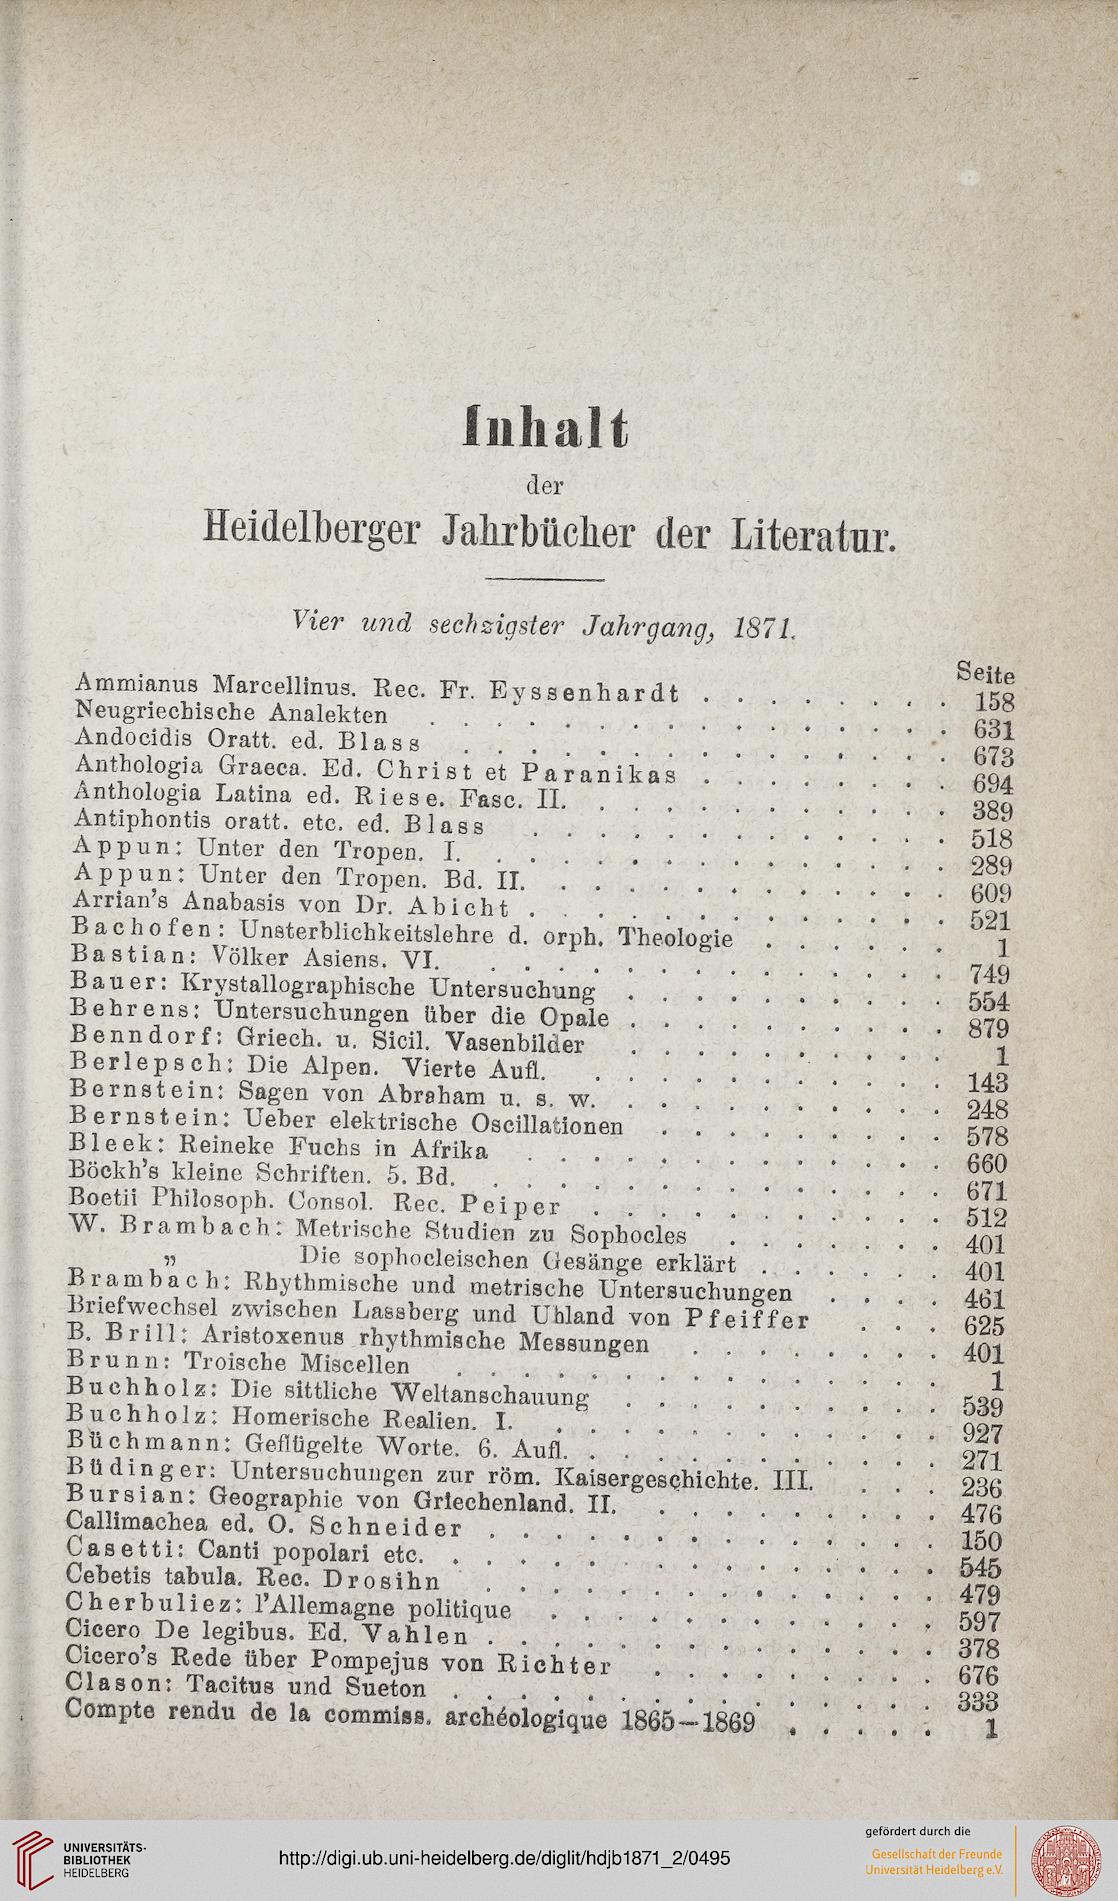 Inhalt
der
Heidelberger Jahrbücher der Literatur.
Vier und sechzigster Jahrgang, 1871.
Seite
Ammianus Marcellinus. Rec. Fr. Eyssenhardt . . . . . . . . 158
Neugriechische Analekten . . . . . . . . . . . . . . . . 631
Andocidis Oratt. ed. Blass . . . . . . . . . . . . . . . 673
Anthologia Graeca. Ed. Christ et Paranikas . . . . . . . . 694
Anthologia Latina ed. Riese. Fasc. II. . . . . . . . . . . . 389
Antiphontis oratt. etc. ed. Blass . . . . . . . . . . . . . 518
Appun: Unter den Tropen. I. . . . . . . . . . . . . . . . 289
Appun: Unter den Tropen. Bd. II. . . . . . . . . . . . . . 609
Arrian's Anabasis von Dr. Abicht . . . . . . . . . . . . . 521
Bachofen: Unsterblichkeitslehre d. orph. Theologie . . . . . . 1
Bastian: Völker Asiens. VI. . . . . . . . . . . . . . . . 749
Bauer: Krystallographische Untersuchung . . . . . . . . . . 554
Behrens: Untersuchungen über die Opale . . . . . . . . . . 879
Benndorf: Griech. u. Sicil. Vasenbilder . . . . . . . . . . 1
Berlepsch: Die Alpen. Vierte Aufl. . . . . . . . . . . . . 143
Bernstein: Sagen von Abraham u. s. w. . . . . . . . . . . 248
Bernstein: Ueber elektrische Oscillationen . . . . . . . . . 578
Bleek: Reineke Fuchs in Afrika . . . . . . . . . . . . . 660
Böckh's kleine Schriften. 5. Bd. . . . . . . . . . . . . . 671
Boetii Philosoph. Consol. Rec. Peiper . . . . . . . . . . . 512
W. Brambach: Metrische Studien zu Sophocles . . . . . . . 401
„ Die sophocleischen Gesänge erklärt . . . . . . 401
Brambach: Rhythmische und metrische Untersuchungen . . . . 461
Briefwechsel zwischen Lassberg und Uhland von Pfeiffer . . . 625
B. Brill: Aristoxenus rhythmische Messungen . . . . . . . . 401
Brunn: Troische Miscellen . . . . . . . . . . . . . . . 1
Buchholz: Die sittliche Weltanschauung . . . . . . . . . . 539
Buchholz: Homerische Realien. I. . . . . . . . . . . . . 927
Büchmann: Geflügelte Worte. 6. Aufl. . . . . . . . . . . . 271
Büdinger: Untersuchungen zur röm. Kaisergeschichte. III. . . . 236
Bursian: Geographie von Griechenland. II. . . . . . . . . . 476
Callimachea ed. O. Schneider . . . . . . . . . . . . . . 150
Casetti: Canti popolari etc. . . . . . . . . . . . . . . . 545
Cebetis tabula. Rec. Drosihn . . . . . . . . . . . . . . 479
Cherbuliez: l'Allemagne politique . . . . . . . . . . . . 597
Cicero De legibus. Ed. Vahlen . . . . . . . . . . . . . . 378
Cicero's Rede über Pompejus von Richter . . . . . . . . . 676
Clason: Tacitus und Sueton . . . . . . . . . . . . . . . 333
Compte rendu de la commiss. archéologique 1865—1869 . . . . . 1
UNIVERSITÄTS-
BIBLIOTHEK
HEIDELBERG
http://digi.ub.uni-heidelberg.de/diglit/hdjb1871_2/0495
gefördert durch die
Gesellschaft der Freunde
Universität Heidelberg e.V.